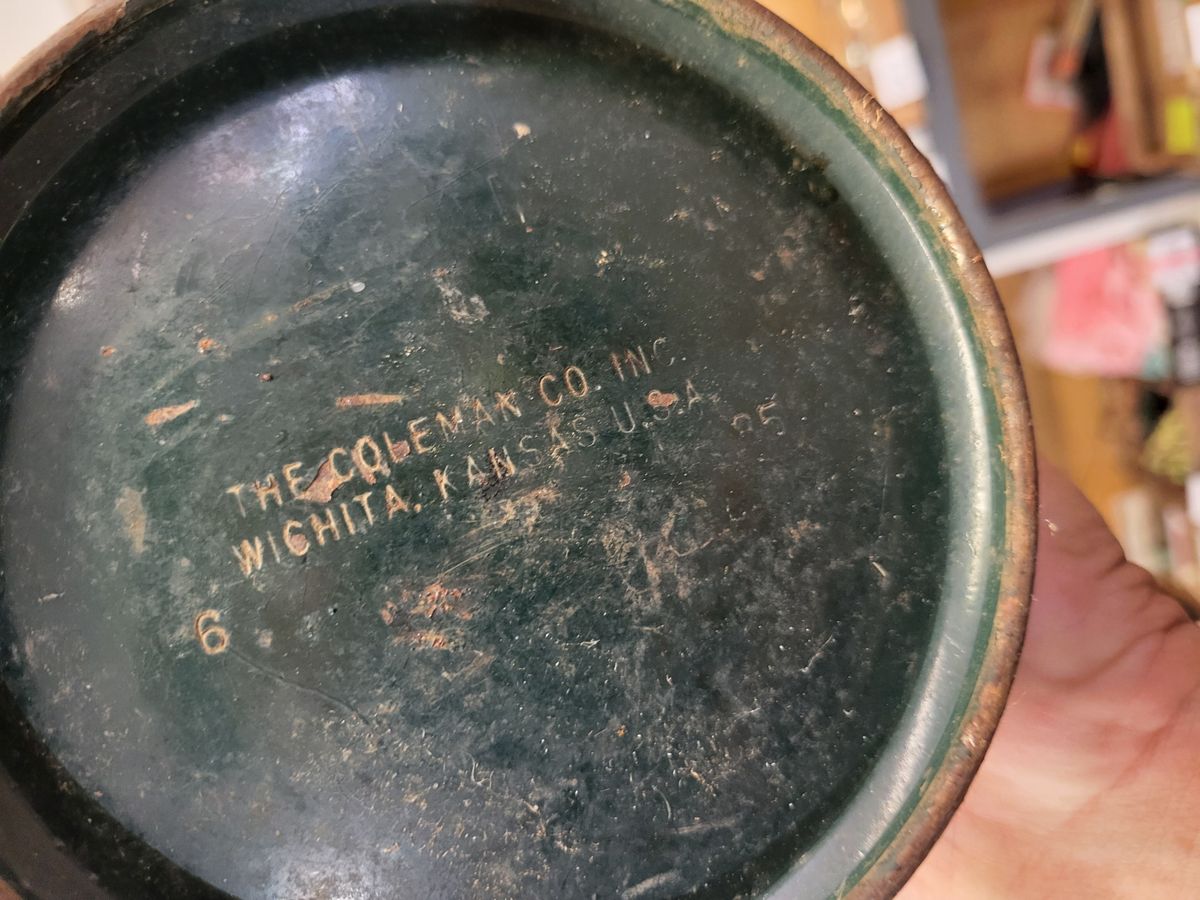 THE COLEMAN CO. INC.
WICHITA, KANSAS U.S.A.
6